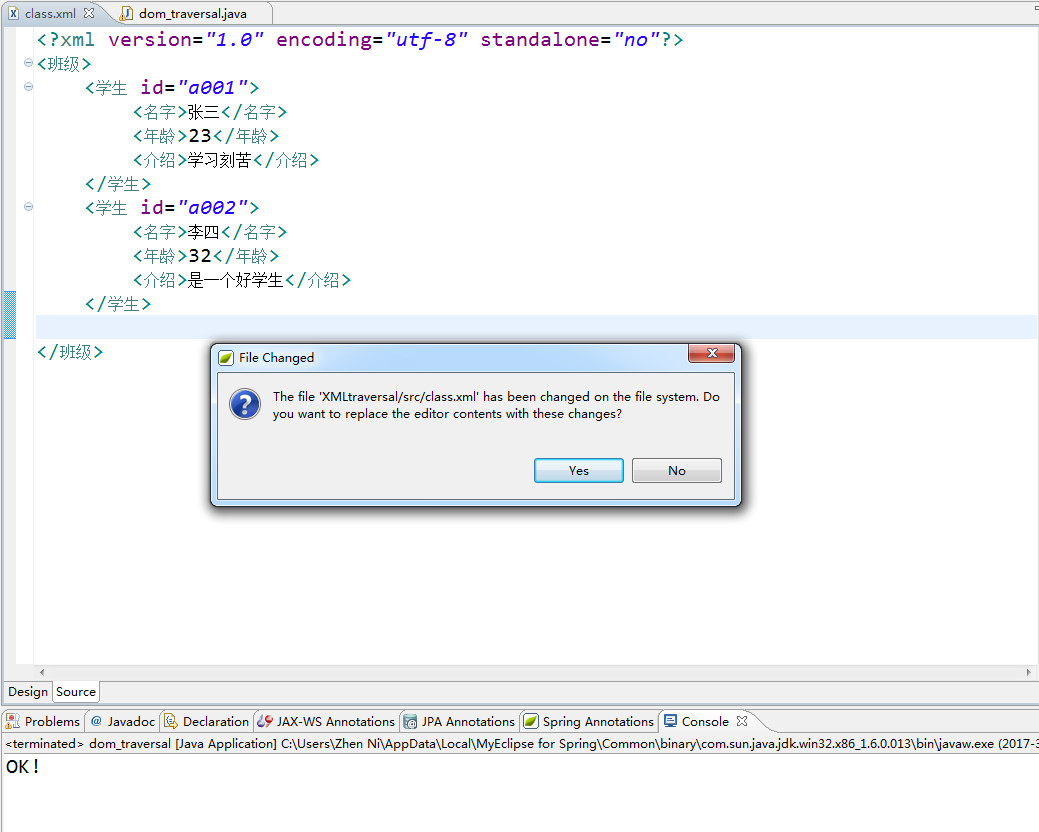 class.xml dom_traversal.java
<?xml version="1.0" encoding="utf-8" standalone="no"?>
<班级>
<学生 id="a001">
<名字>张三</名字>
<年龄>23</年龄>
<介绍>学习刻苦</介绍>
</学生>
<学生 id="a002">
<名字>李四</名字>
<年龄>32</年龄>
<介绍>是一个好学生</介绍>
</学生>
</班级>
File Changed
The file 'XMLtraversal/src/class.xml' has been changed on the file system. Do
you want to replace the editor contents with these changes?
Yes No
Design Source
Problems @ Javadoc Declaration JAX-WS Annotations JPA Annotations Spring Annotations Console
<terminated> dom_traversal [Java Application] C:\Users\Zhen Ni\AppData\Local\MyEclipse for Spring\Common\binary\com.sun.java.jdk.win32.x86_1.6.0.013\bin\javaw.exe (2017-3
OK!